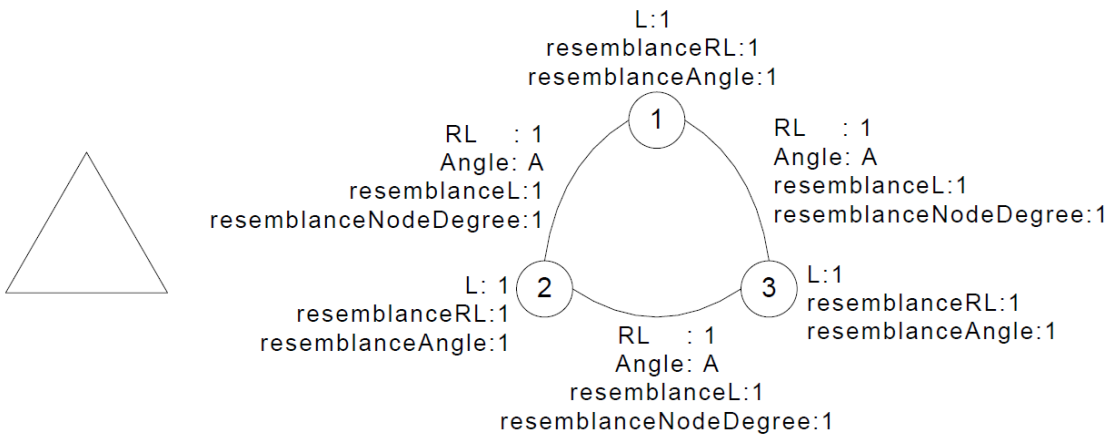 L:1
resemblanceRL:1
resemblanceAngle:1
1
RL : 1
Angle: A
resemblanceL:1
resemblanceNodeDegree:1
RL : 1
Angle: A
resemblanceL:1
resemblanceNodeDegree:1
L: 1
resemblanceRL:1
resemblanceAngle:1
2
3
L:1
resemblanceRL:1
resemblanceAngle:1
RL : 1
Angle: A
resemblanceL:1
resemblanceNodeDegree:1